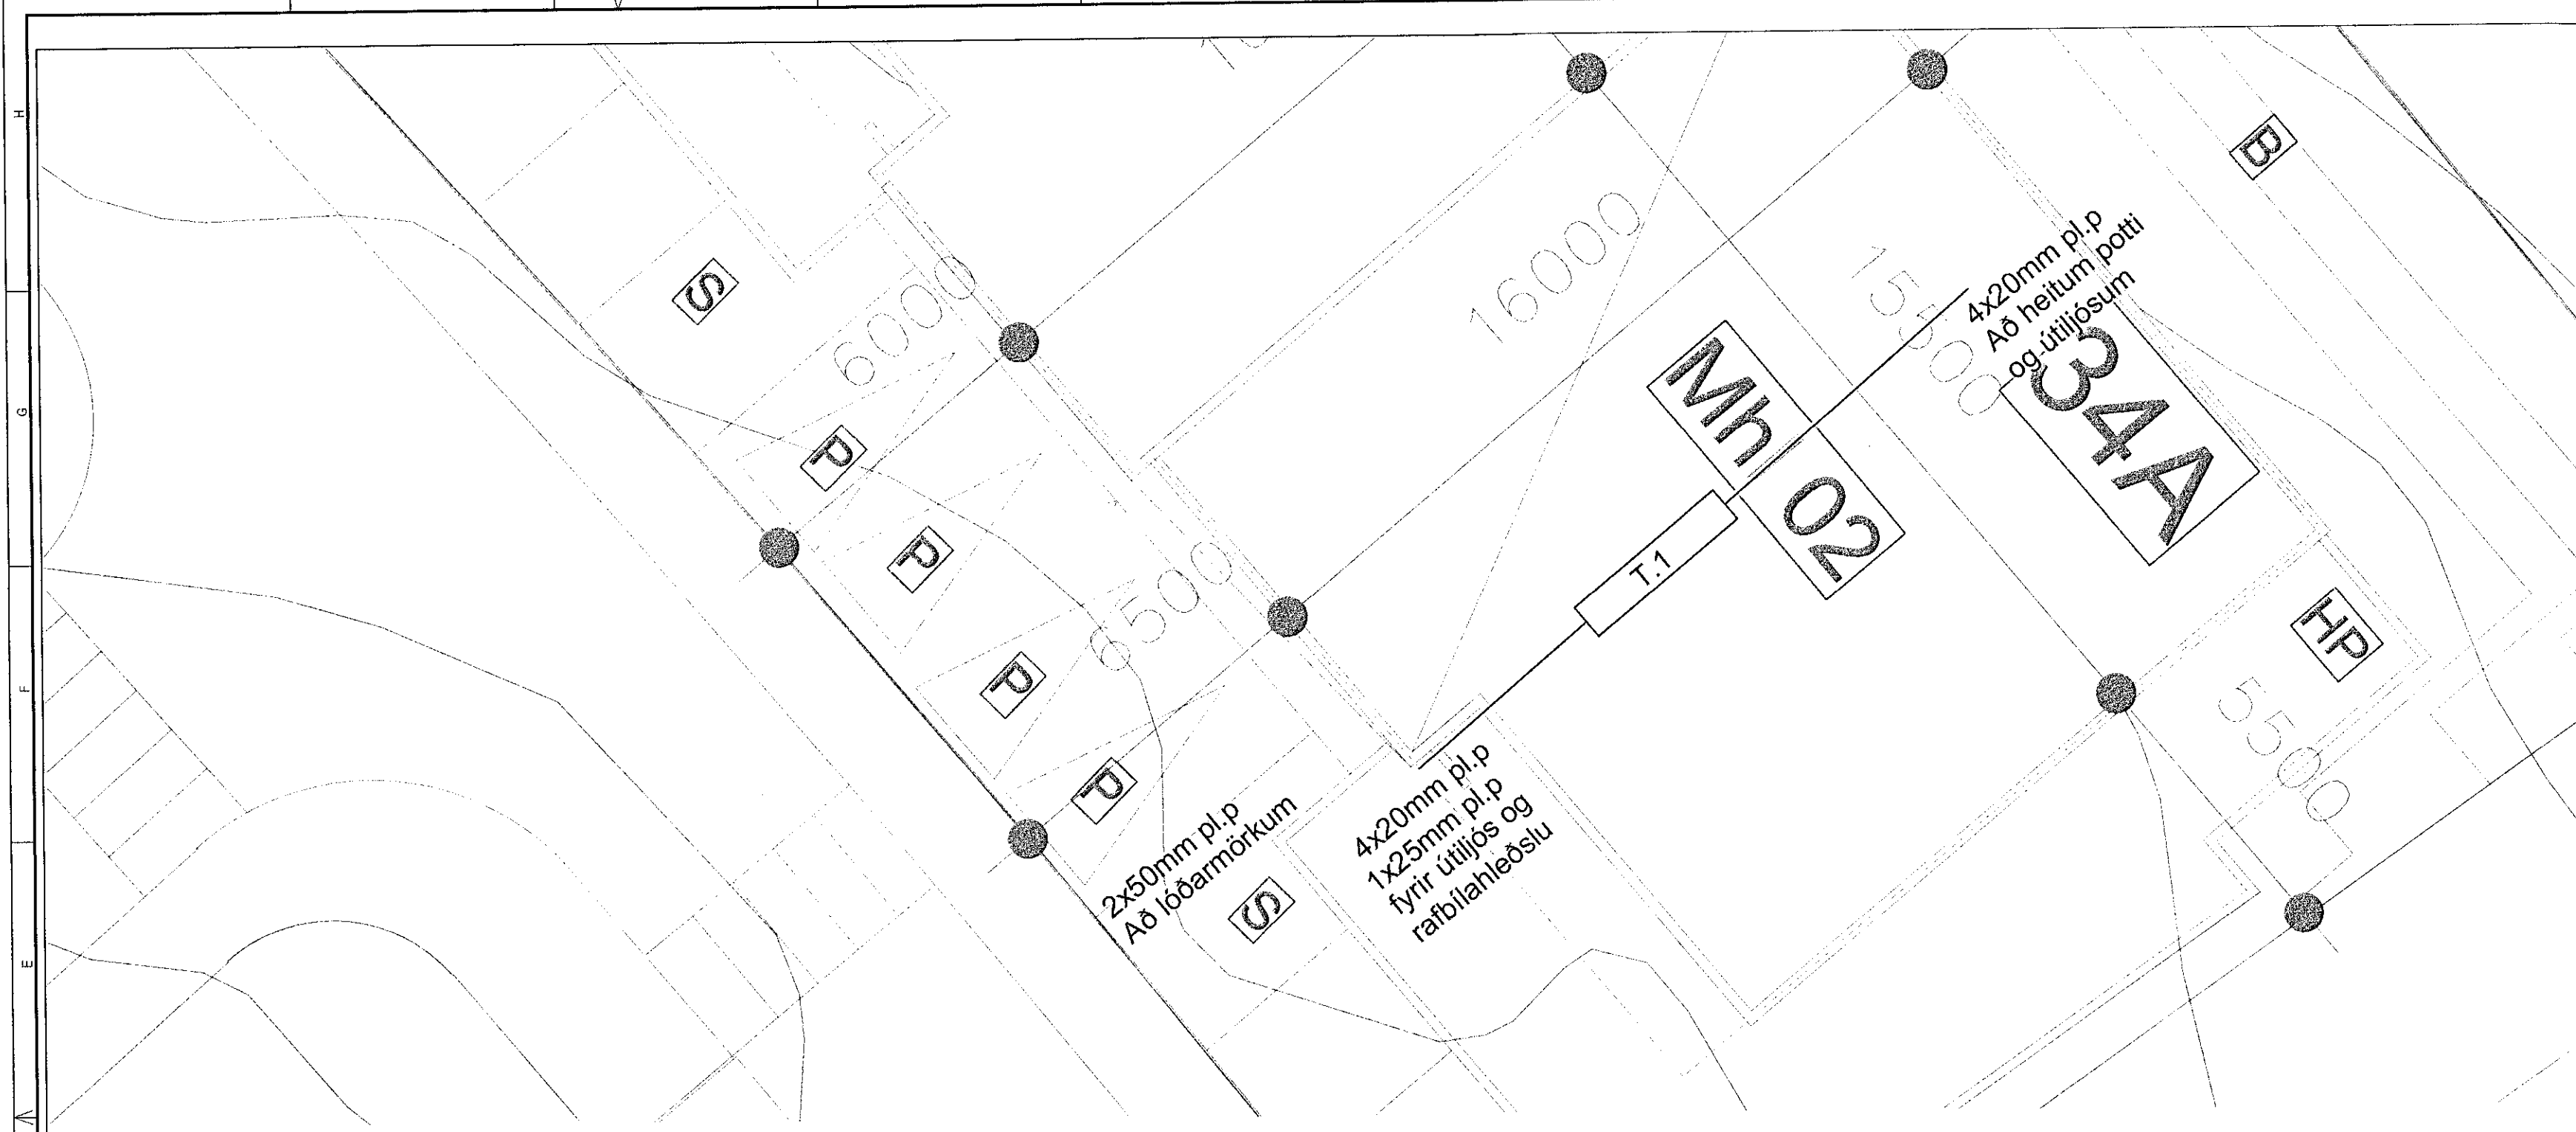 H
G
F
E
S
6000
16000
15500
B
4x20mm pl.p
Að heitum potti
og útiljósum
34A
Mh
02
T.1
P
P
P
P
6500
HP
5500
2x50mm pl.p
Að lóðarmörkum
S
4x20mm pl.p
1x25mm pl.p
fyrir útiljós og
rafbílahleðslu